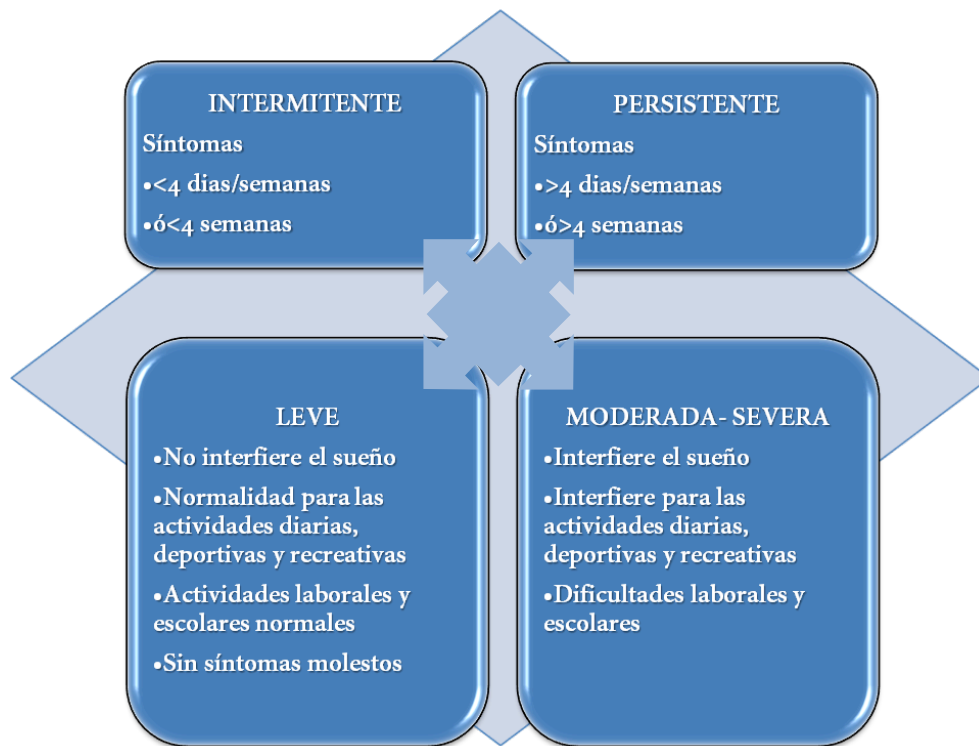 INTERMITENTE
Síntomas
•<4 dias/semanas
•ó<4 semanas
PERSISTENTE
Síntomas
•>4 dias/semanas
•ó>4 semanas
LEVE
•No interfiere el sueño
•Normalidad para las
actividades diarias,
deportivas y recreativas
•Actividades laborales y
escolares normales
•Sin síntomas molestos
MODERADA- SEVERA
•Interfiere el sueño
•Interfiere para las
actividades diarias,
deportivas y recreativas
•Dificultades laborales y
escolares